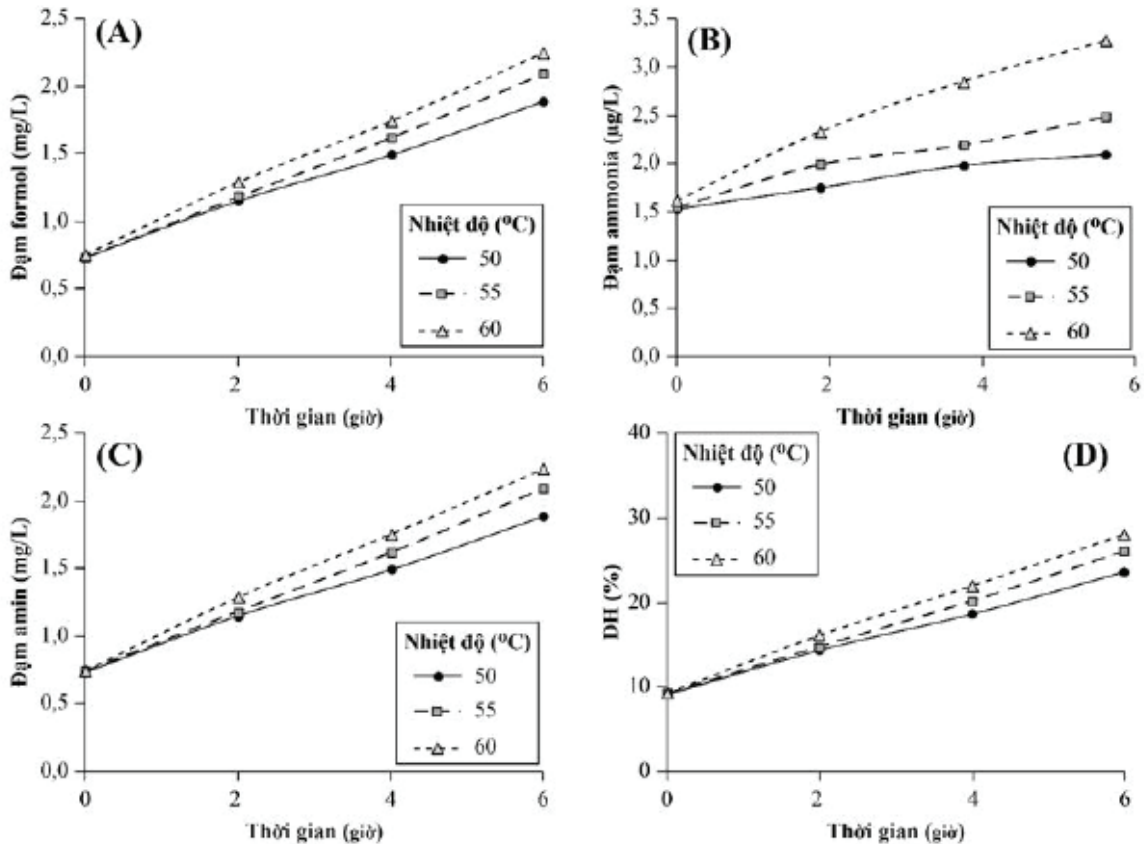 (A)
Đạm formol (mg/L)
2,5
2,0
1,5
1,0
0,5
0,0
Nhiệt độ (⁰C)
50
55
60
0 2 4 6
Thời gian (giờ)
(B)
Đạm ammonia (µg/L)
3,5
3,0
2,5
2,0
1,5
1,0
0,5
0,0
Nhiệt độ (⁰C)
50
55
60
0 2 4 6
Thời gian (giờ)
(C)
Đạm amin (mg/L)
2,5
2,0
1,5
1,0
0,5
0,0
Nhiệt độ (⁰C)
50
55
60
0 2 4 6
Thời gian (giờ)
(D)
DH (%)
40
30
20
10
0
Nhiệt độ (⁰C)
50
55
60
0 2 4 6
Thời gian (giờ)